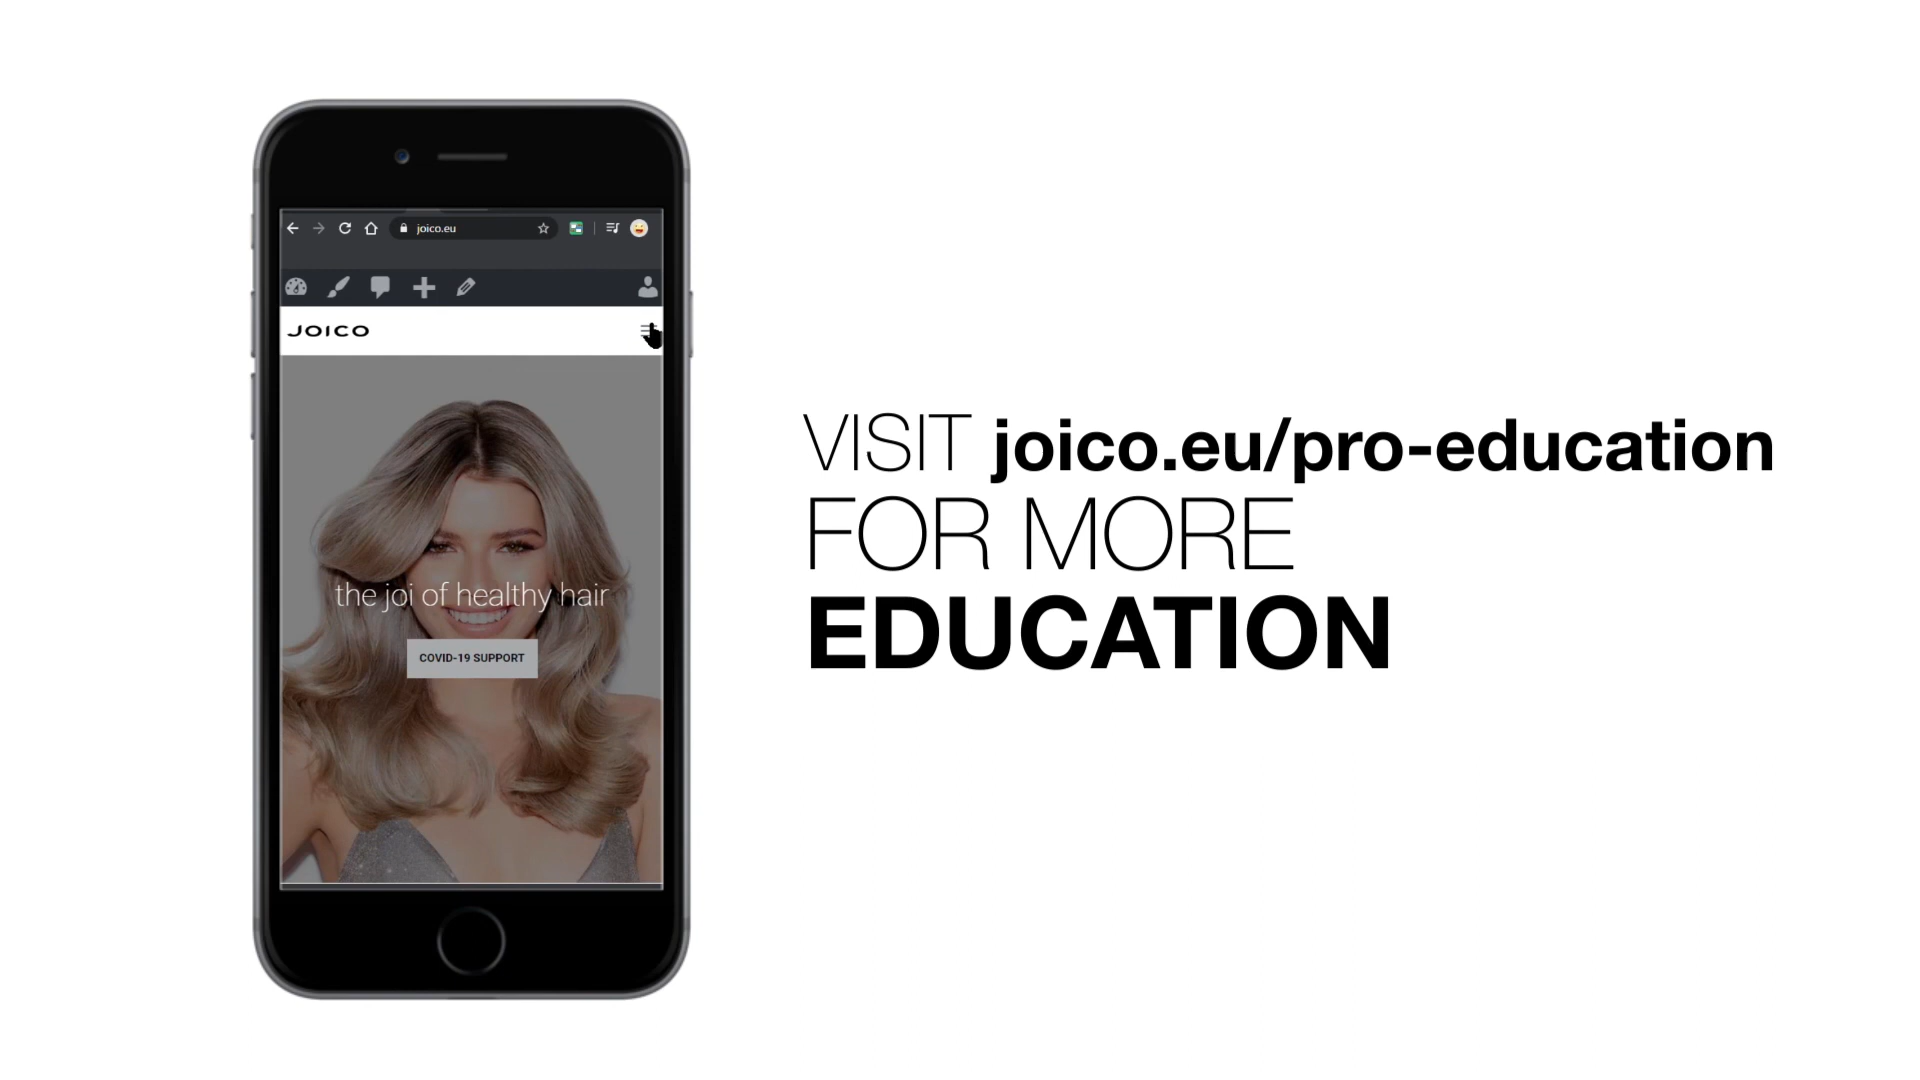 joico.eu
JOICO
the joi of healthy hair
COVID-19 SUPPORT
VISIT joico.eu/pro-education
FOR MORE
EDUCATION